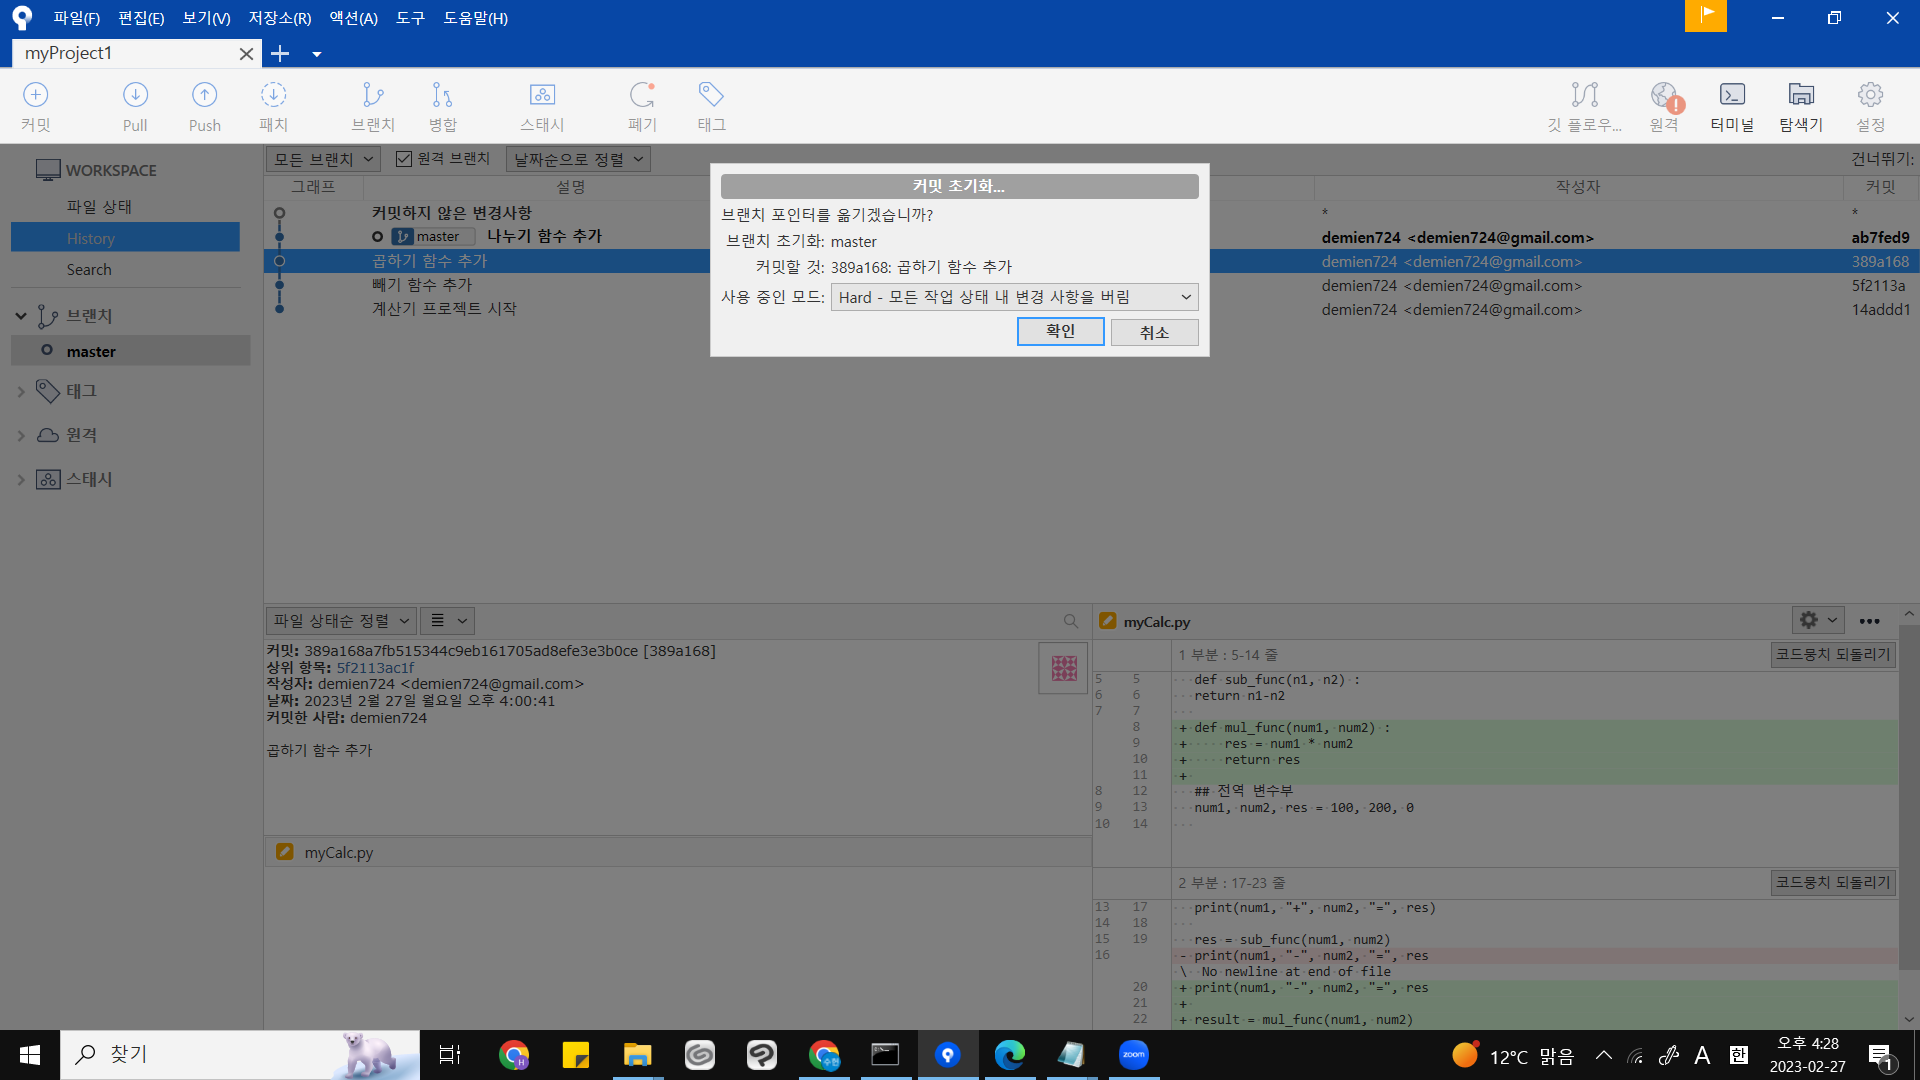 파일(F) 편집(E) 보기(V) 저장소(R) 액션(A) 도구 도움말(H)
myProject1
커밋 Pull Push 패치 브랜치 병합 스태시 폐기 태그 깃 플로우... 원격 터미널 탐색기 설정
WORKSPACE
파일 상태
History
Search
브랜치
master
태그
원격
스태시
모든 브랜치 원격 브랜치 날짜순으로 정렬 건너뛰기:
그래프 설명 작성자 커밋
커밋하지 않은 변경사항 * *
master 나누기 함수 추가 demien724 <demien724@gmail.com> ab7fed9
곱하기 함수 추가 demien724 <demien724@gmail.com> 389a168
빼기 함수 추가 demien724 <demien724@gmail.com> 5f2113a
계산기 프로젝트 시작 demien724 <demien724@gmail.com> 14addd1
커밋 초기화...
브랜치 포인터를 옮기겠습니까?
브랜치 초기화: master
커밋할 것: 389a168: 곱하기 함수 추가
사용 중인 모드: Hard - 모든 작업 상태 내 변경 사항을 버림
확인 취소
파일 상태순 정렬
커밋: 389a168a7fb515344c9eb161705ad8efe3e3b0ce [389a168]
상위 항목: 5f2113ac1f
작성자: demien724 <demien724@gmail.com>
날짜: 2023년 2월 27일 월요일 오후 4:00:41
커밋한 사람: demien724
곱하기 함수 추가
myCalc.py
myCalc.py
1 부분 : 5-14 줄 코드뭉치 되돌리기
5 5 def sub_func(n1, n2) :
6 6 return n1-n2
7 7
8 + def mul_func(num1, num2) :
9 + res = num1 * num2
10 + return res
11 +
8 12 ## 전역 변수부
9 13 num1, num2, res = 100, 200, 0
10 14
2 부분 : 17-23 줄 코드뭉치 되돌리기
13 17 print(num1, "+", num2, "=", res)
14 18
15 19 res = sub_func(num1, num2)
16 - print(num1, "-", num2, "=", res
\ No newline at end of file
20 + print(num1, "-", num2, "=", res
21 +
22 + result = mul_func(num1, num2)
찾기
H
수현
zoom
12°C 맑음
A 한
오후 4:28
2023-02-27
1